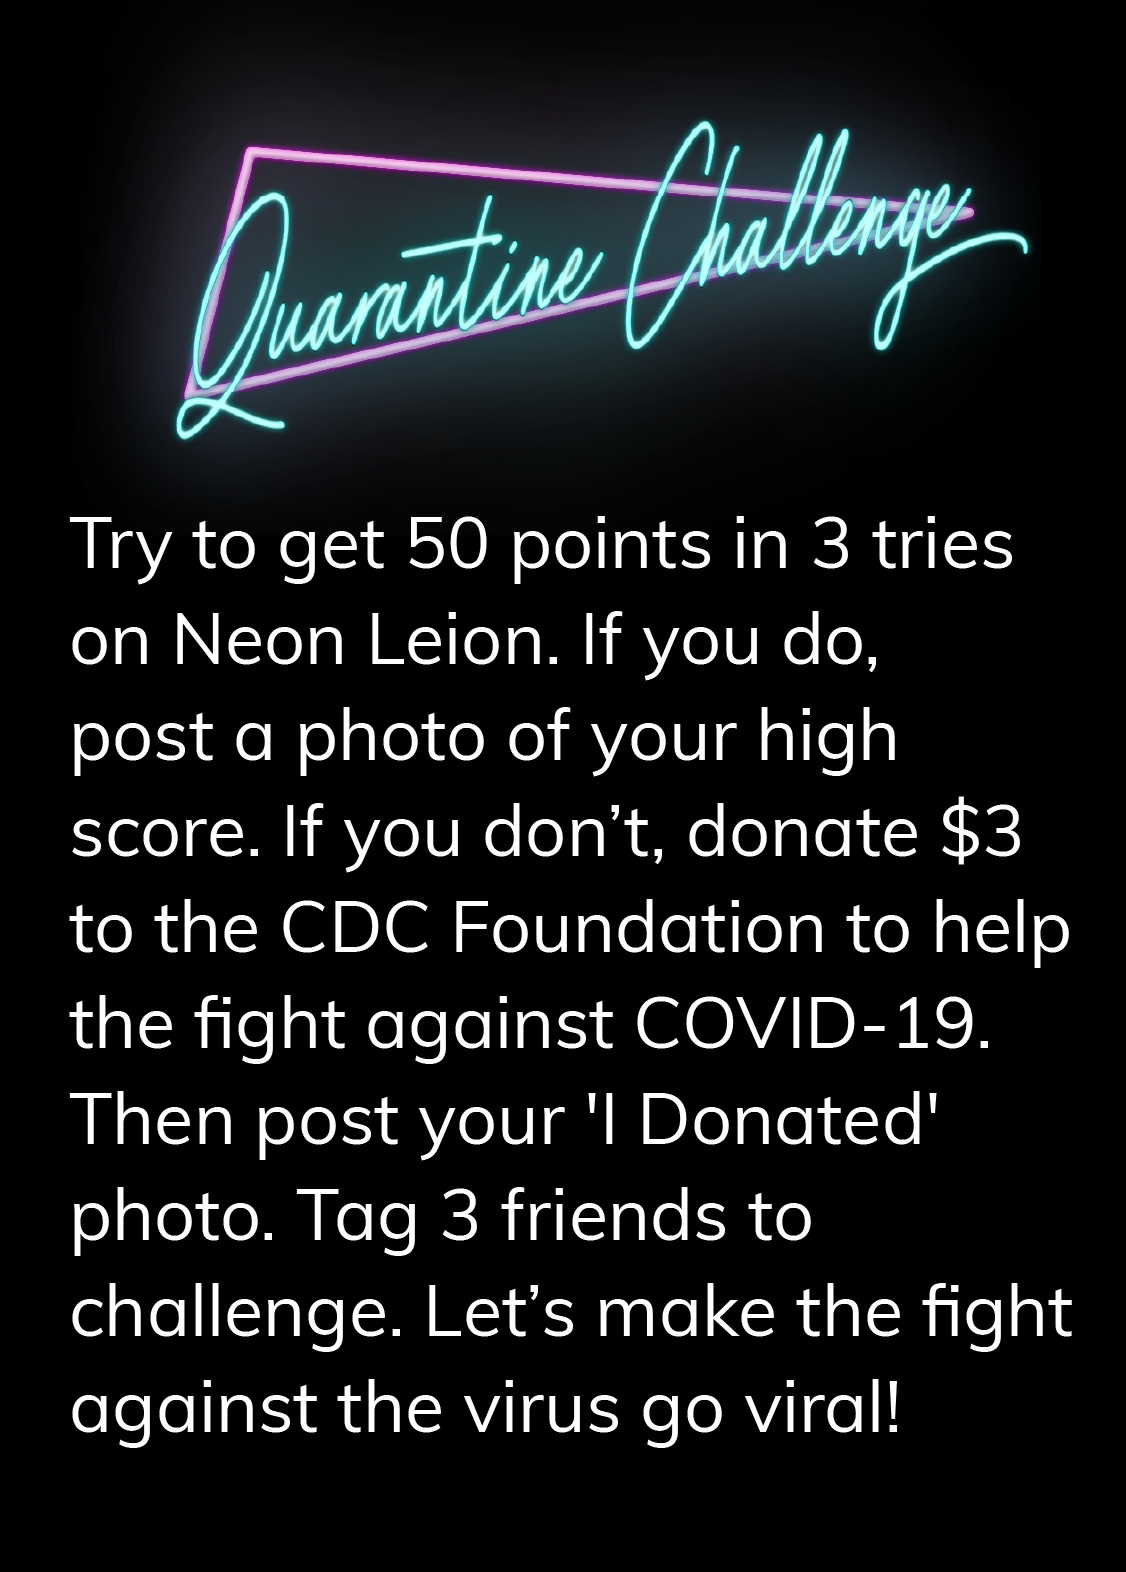 Quarantine Challenge
Try to get 50 points in 3 tries
on Neon Leion. If you do,
post a photo of your high
score. If you don’t, donate $3
to the CDC Foundation to help
the fight against COVID-19.
Then post your 'I Donated'
photo. Tag 3 friends to
challenge. Let’s make the fight
against the virus go viral!